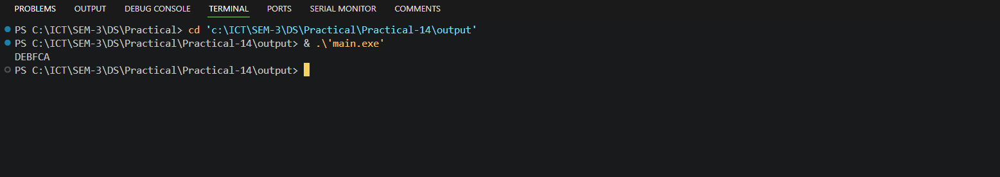 PROBLEMS OUTPUT DEBUG CONSOLE TERMINAL PORTS SERIAL MONITOR COMMENTS
PS C:\ICT\SEM-3\DS\Practical> cd 'c:\ICT\SEM-3\DS\Practical\Practical-14\output'
PS C:\ICT\SEM-3\DS\Practical\Practical-14\output> & .\'main.exe'
DEBFCA
PS C:\ICT\SEM-3\DS\Practical\Practical-14\output>